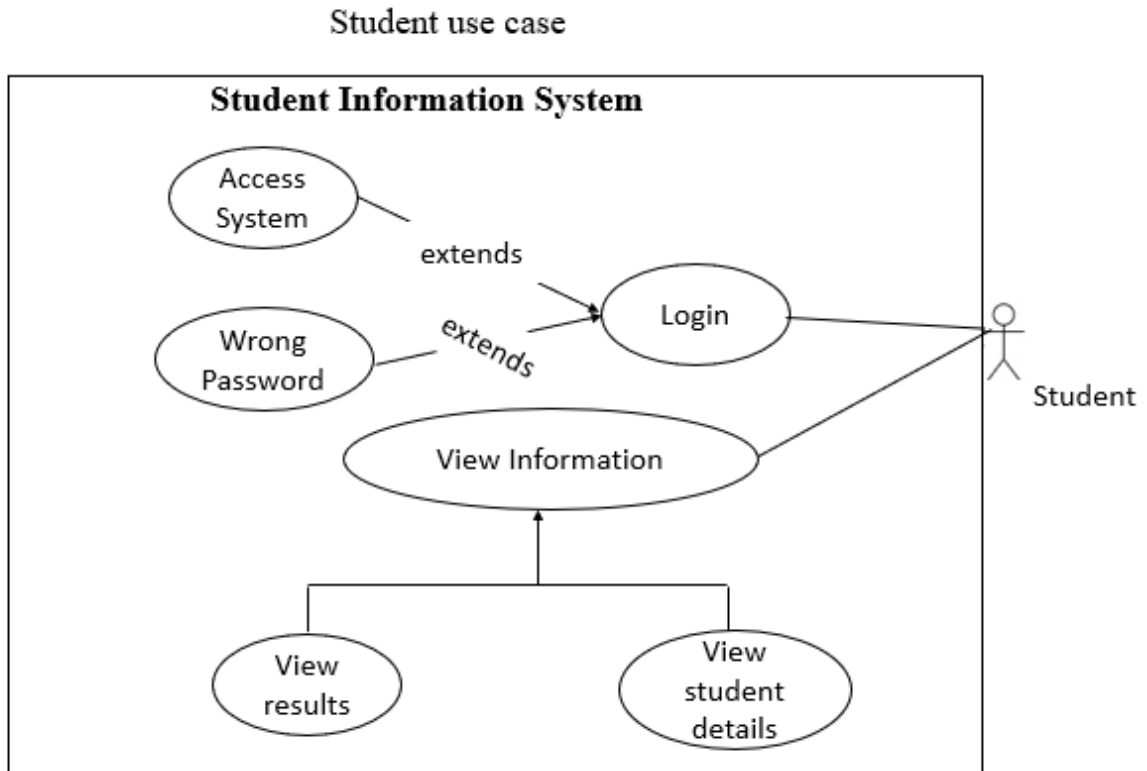 Student use case
Student Information System
Access
System
extends
Login
extends
Wrong
Password
Student
View Information
View
results
View
student
details